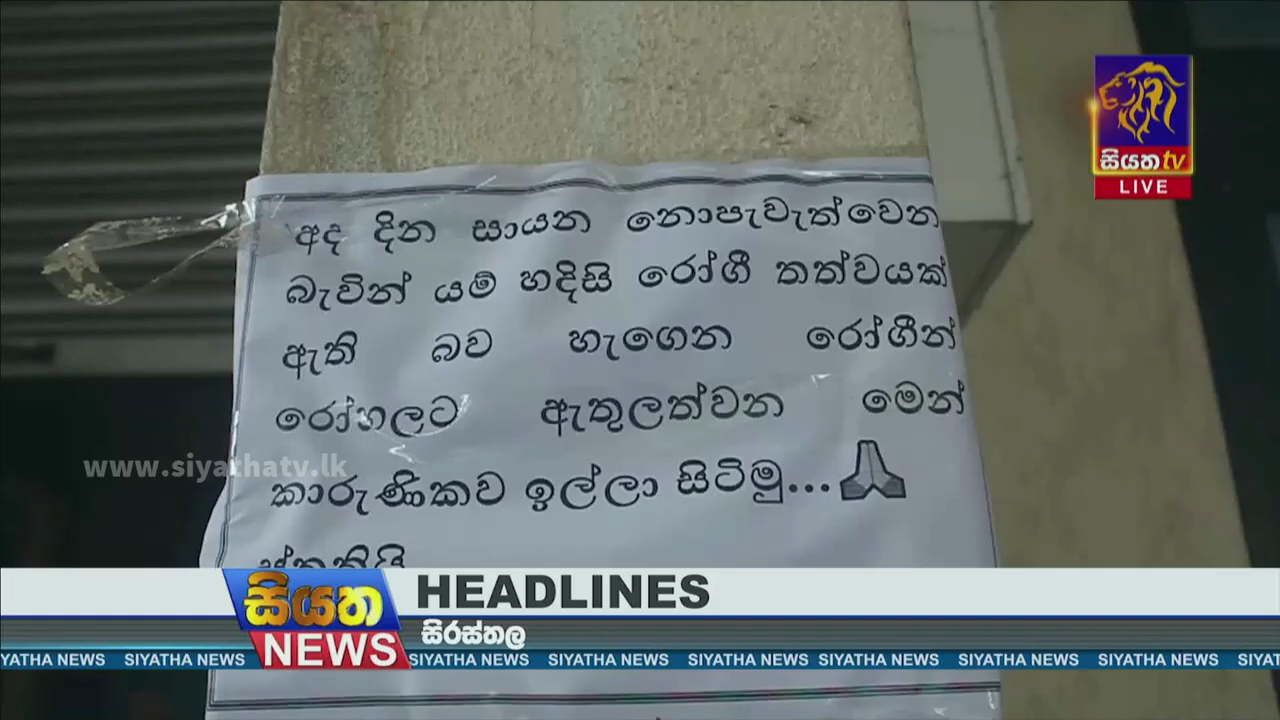 සියත tv
LIVE
අද දින සායන නොපැවැත්වෙන
බැවින් යම් හදිසි රෝගී තත්වයක්
ඇති බව හැඟෙන රෝගීන්
රෝහලට ඇතුලත්වන මෙන්
කාරුණිකව ඉල්ලා සිටිමු...
www.siyathatv.lk
සියත NEWS
HEADLINES
සිරස්තල
SIYATHA NEWS SIYATHA NEWS SIYATHA NEWS SIYATHA NEWS SIYATHA NEWS SIYATHA NEWS SIYATHA NEWS SIYATHA NEWS